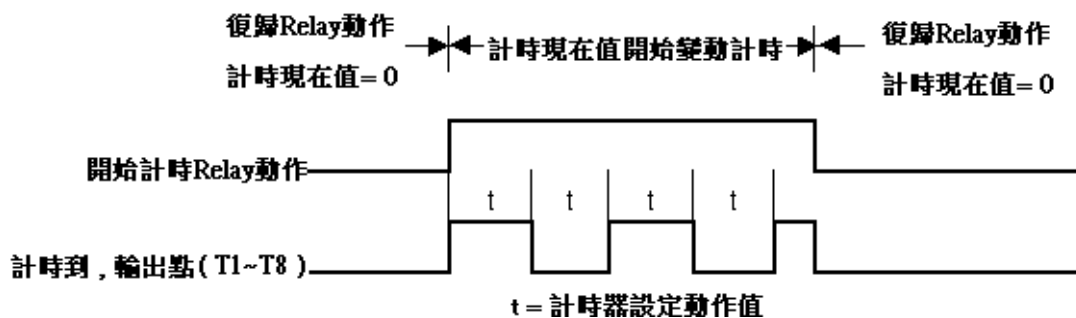 復歸Relay動作
計時現在值= 0
計時現在值開始變動計時
復歸Relay動作
計時現在值= 0
開始計時Relay動作
t t t t
計時到 , 輸出點( T1~T8 )
t = 計時器設定動作值